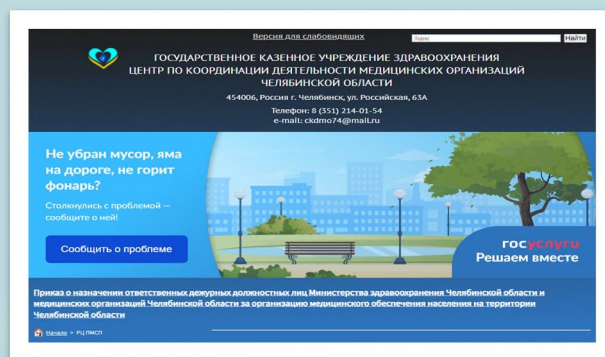 Версия для слабовидящих
Яндекс
Найти
ГОСУДАРСТВЕННОЕ КАЗЕННОЕ УЧРЕЖДЕНИЕ ЗДРАВООХРАНЕНИЯ
ЦЕНТР ПО КООРДИНАЦИИ ДЕЯТЕЛЬНОСТИ МЕДИЦИНСКИХ ОРГАНИЗАЦИЙ
ЧЕЛЯБИНСКОЙ ОБЛАСТИ
454006, Россия г. Челябинск, ул. Российская, 63А
Телефон: 8 (351) 214-01-54
e-mail: ckdmo74@mail.ru
Не убран мусор, яма
на дороге, не горит
фонарь?
Столкнулись с проблемой —
сообщите о ней!
Сообщить о проблеме
госуслуги
Решаем вместе
Приказ о назначении ответственных дежурных должностных лиц Министерства здравоохранения Челябинской области и
медицинских организаций Челябинской области за организацию медицинского обеспечения населения на территории
Челябинской области
Начало > РЦ ПМСП